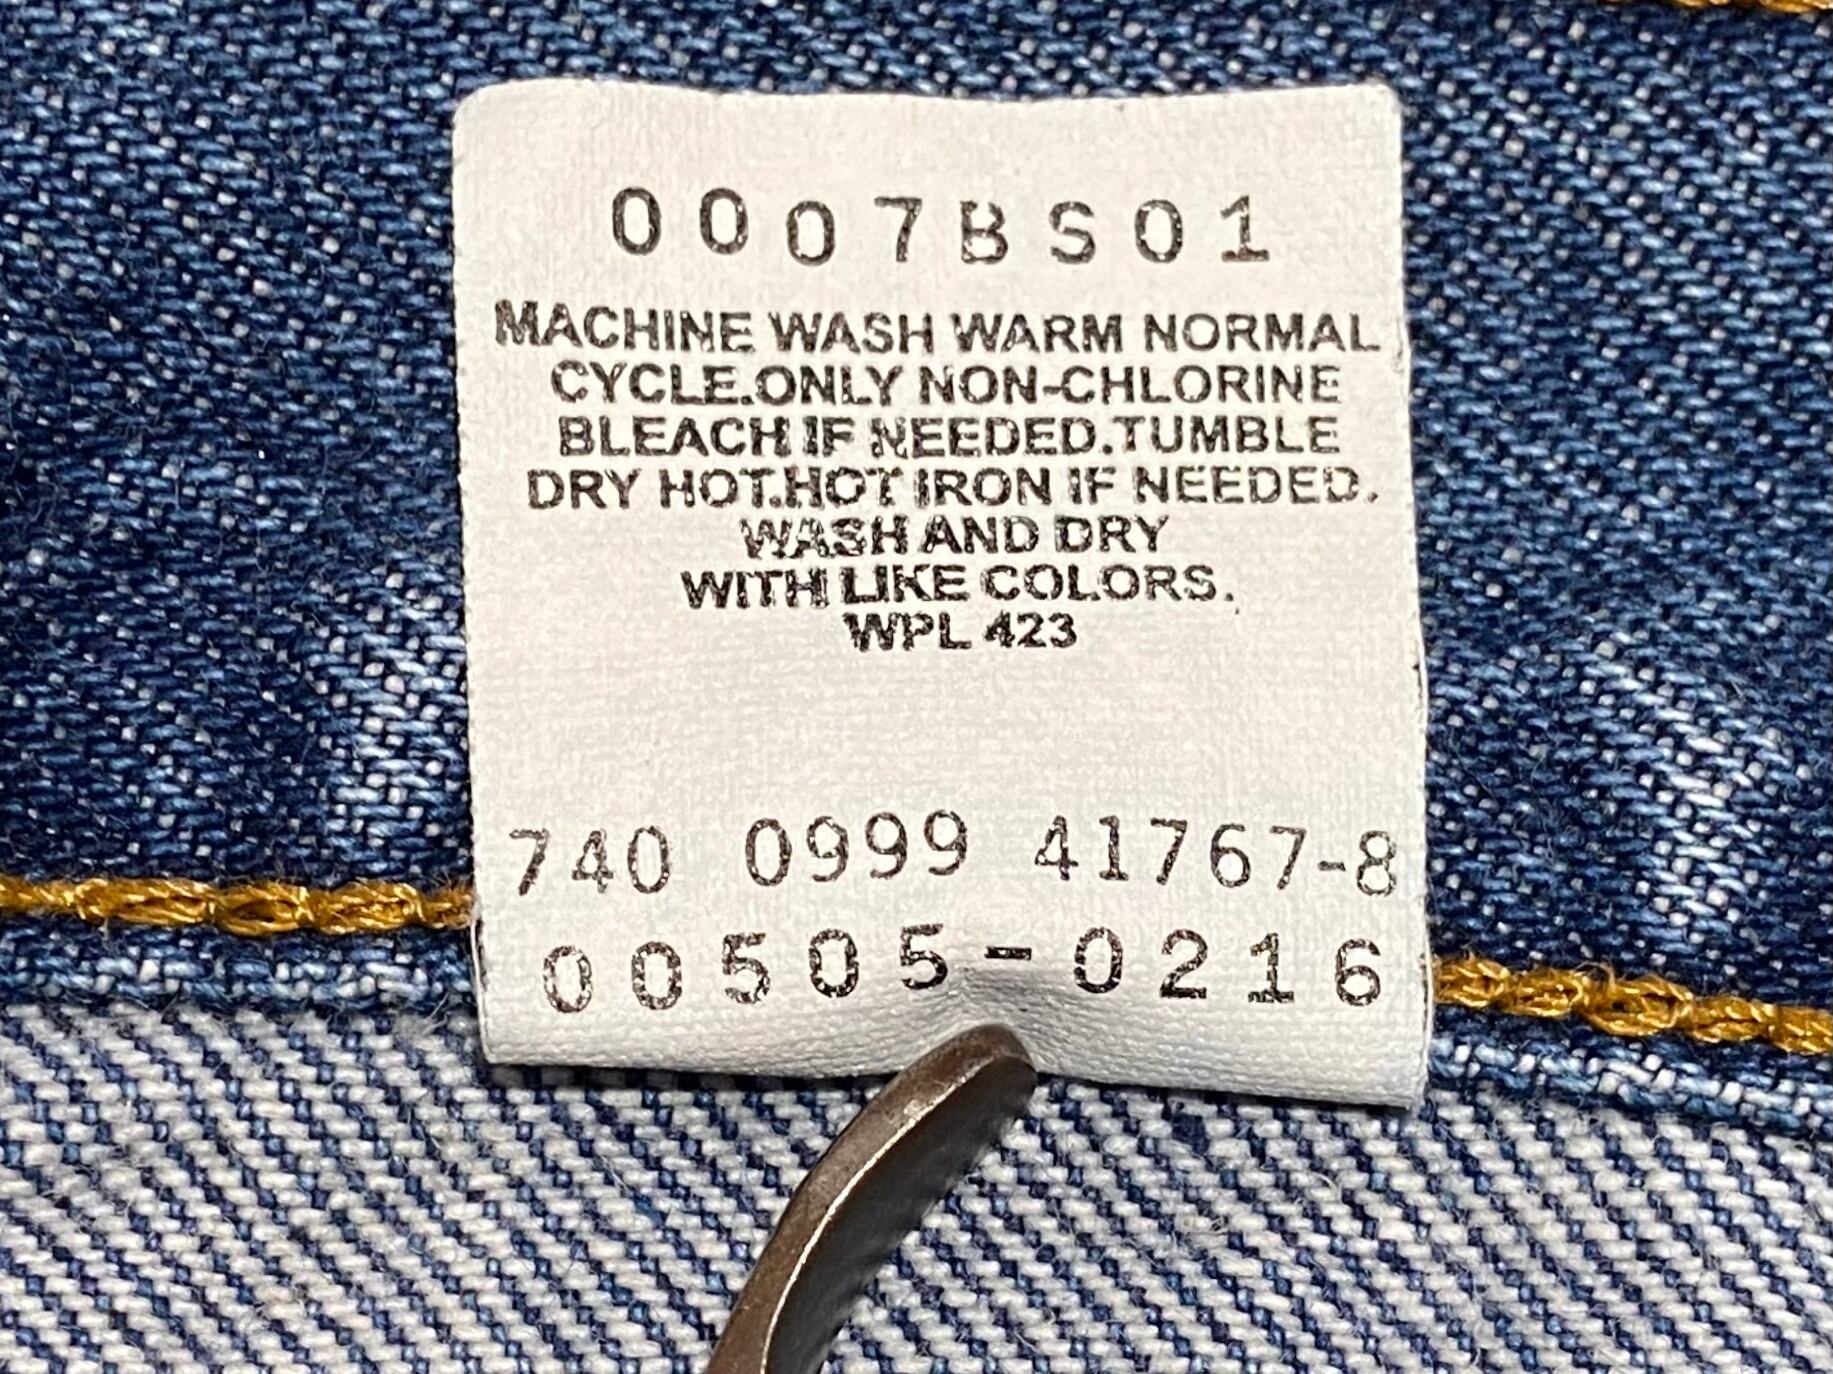 0007BS01
MACHINE WASH WARM NORMAL
CYCLE.ONLY NON-CHLORINE
BLEACH IF NEEDED.TUMBLE
DRY HOT.HOT IRON IF NEEDED.
WASH AND DRY
WITH LIKE COLORS.
WPL 423
740 0999 41767-8
00505-0216